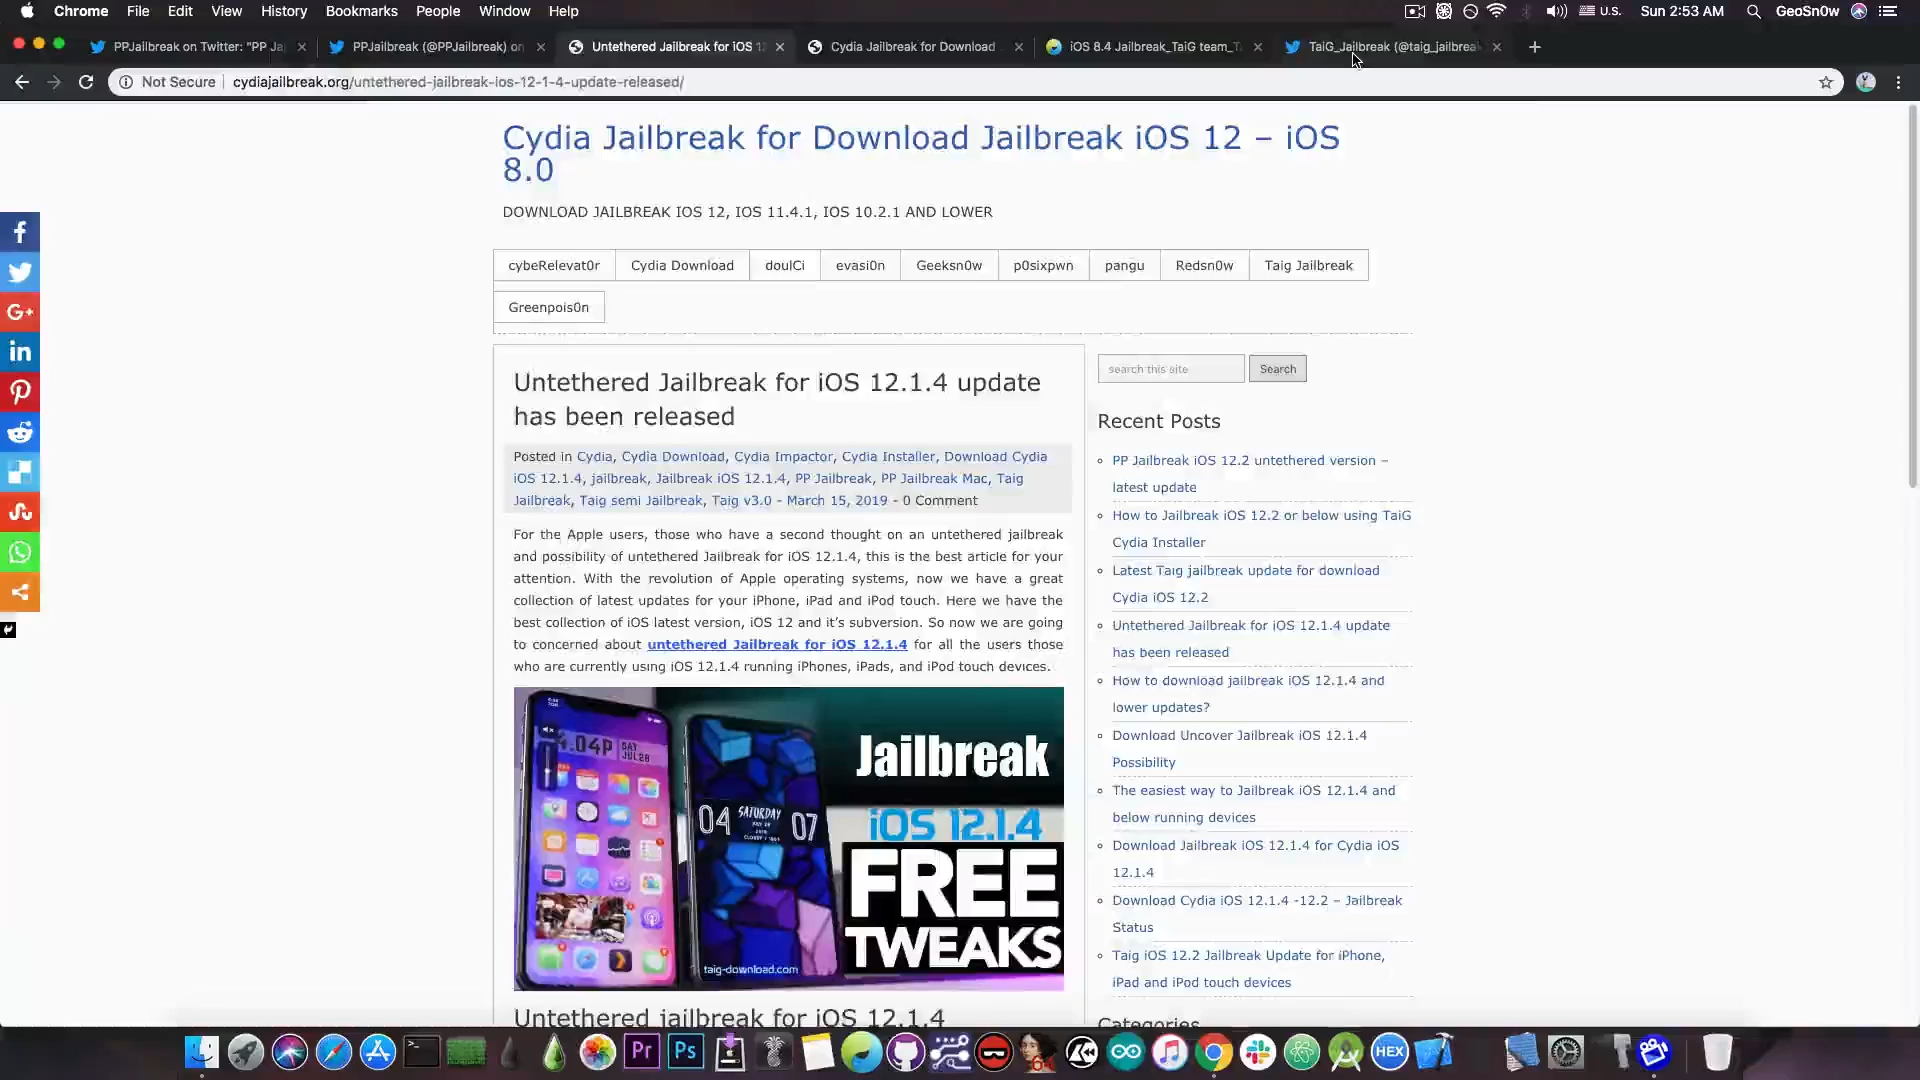 Chrome File Edit View History Bookmarks People Window Help U.S. Sun 2:53 AM GeoSn0w
PPJailbreak on Twitter: "PP Ja PPJailbreak (@PPJailbreak) on Untethered Jailbreak for iOS 12. Cydia Jailbreak for Download iOS 8.4 Jailbreak_TaiG team_T TaiG_Jailbreak (@taig_jailbreak
Not Secure cydiajailbreak.org/untethered-jailbreak-ios-12-1-4-update-released/
Cydia Jailbreak for Download Jailbreak iOS 12 – iOS
8.0
DOWNLOAD JAILBREAK IOS 12, IOS 11.4.1, IOS 10.2.1 AND LOWER
cybeRelevat0r Cydia Download doulCi evasi0n Geeksn0w p0sixpwn pangu Redsn0w Taig Jailbreak
Greenpois0n
Untethered Jailbreak for iOS 12.1.4 update
has been released
Posted in Cydia, Cydia Download, Cydia Impactor, Cydia Installer, Download Cydia
iOS 12.1.4, jailbreak, Jailbreak iOS 12.1.4, PP Jailbreak, PP Jailbreak Mac, Taig
Jailbreak, Taig semi Jailbreak, Taig v3.0 - March 15, 2019 - 0 Comment
For the Apple users, those who have a second thought on an untethered jailbreak
and possibility of untethered Jailbreak for iOS 12.1.4, this is the best article for your
attention. With the revolution of Apple operating systems, now we have a great
collection of latest updates for your iPhone, iPad and iPod touch. Here we have the
best collection of iOS latest version, iOS 12 and it's subversion. So now we are going
to concerned about untethered Jailbreak for iOS 12.1.4 for all the users those
who are currently using iOS 12.1.4 running iPhones, iPads, and iPod touch devices.
Jailbreak
iOS 12.1.4
FREE
TWEAKS
4.04P SAT JUL28
04 SATURDAY 07
taig-download.com
Untethered jailbreak for iOS 12.1.4
search this site Search
Recent Posts
PP Jailbreak iOS 12.2 untethered version –
latest update
How to Jailbreak iOS 12.2 or below using TaiG
Cydia Installer
Latest Taig jailbreak update for download
Cydia iOS 12.2
Untethered Jailbreak for iOS 12.1.4 update
has been released
How to download jailbreak iOS 12.1.4 and
lower updates?
Download Uncover Jailbreak iOS 12.1.4
Possibility
The easiest way to Jailbreak iOS 12.1.4 and
below running devices
Download Jailbreak iOS 12.1.4 for Cydia iOS
12.1.4
Download Cydia iOS 12.1.4 -12.2 – Jailbreak
Status
Taig iOS 12.2 Jailbreak Update for iPhone,
iPad and iPod touch devices
Categories
Pr Ps HEX